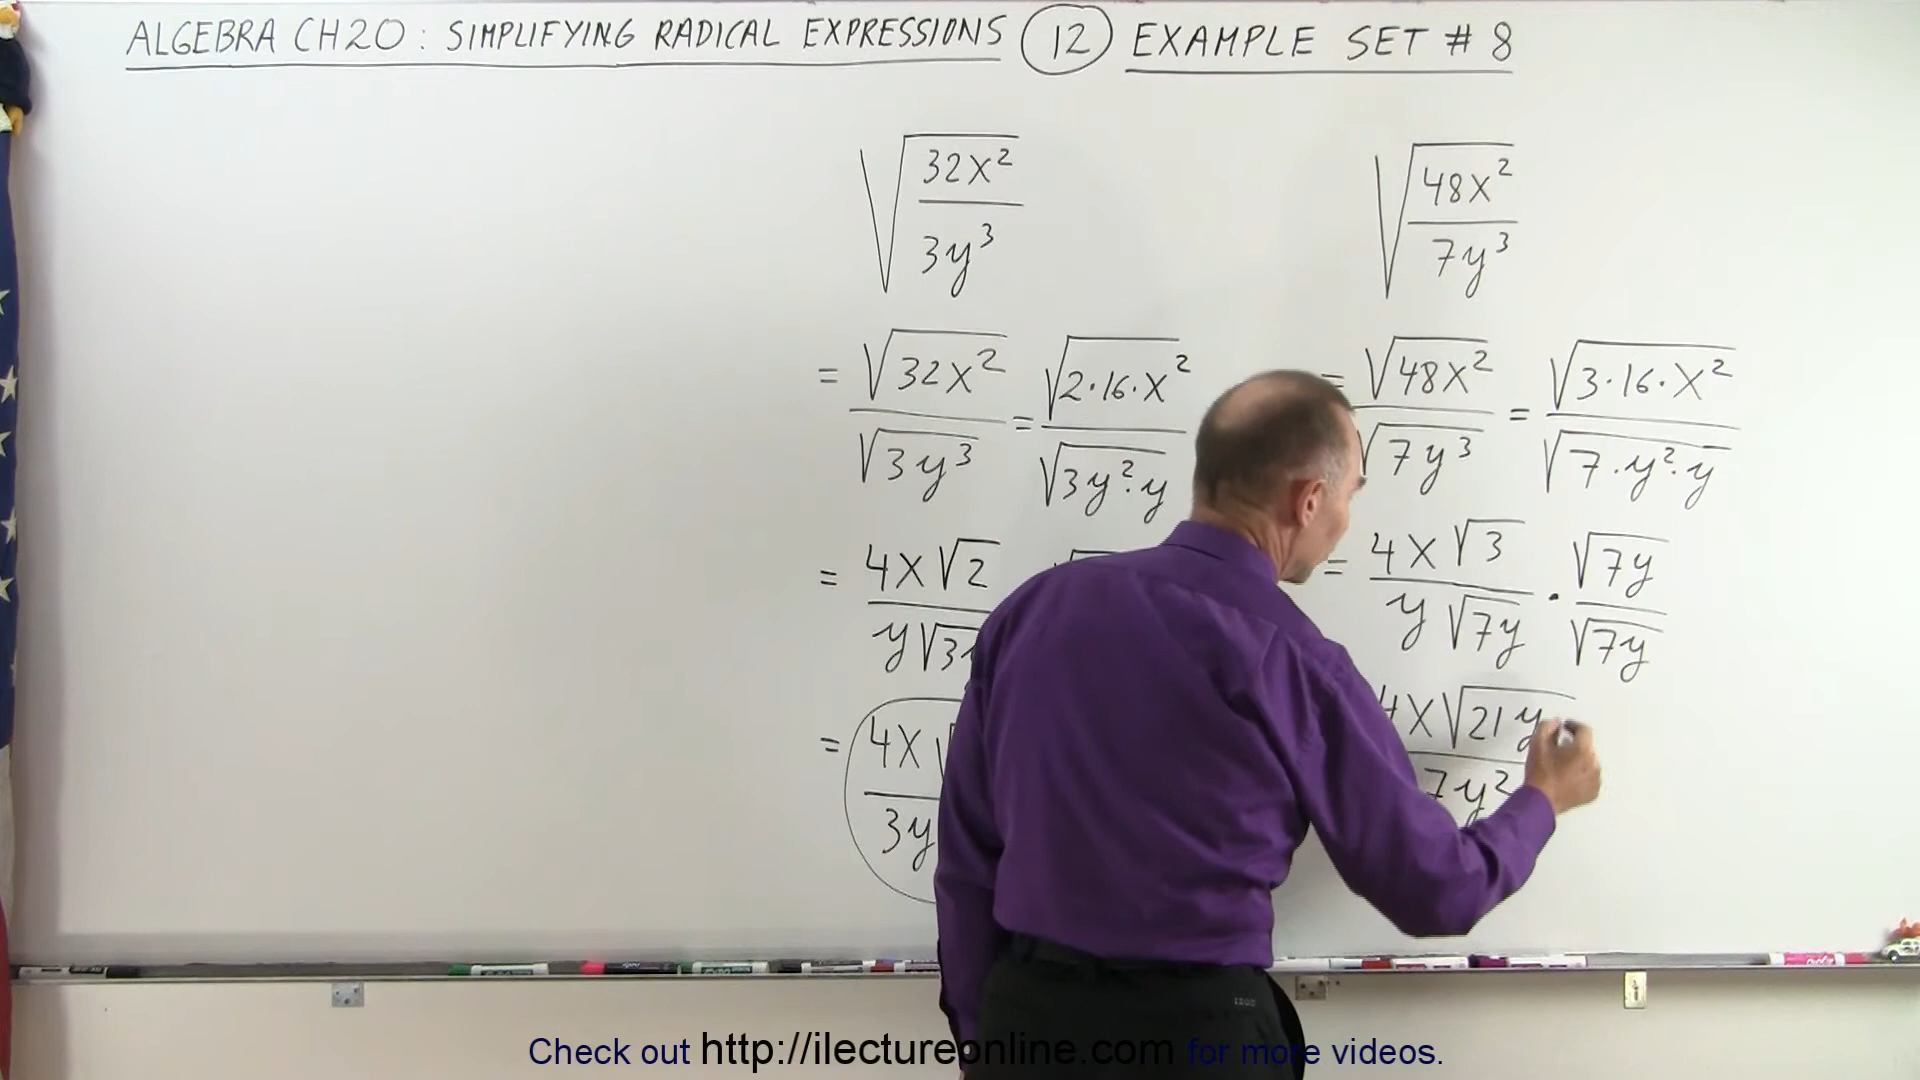 ALGEBRA CH20 : SIMPLIFYING RADICAL EXPRESSIONS 12 EXAMPLE SET # 8
√(32x²/3y³)
= √32x²/√3y³ = √2·16·x²/√3y²·y
= 4x√2/y√3
= 4x√/3y
√(48x²/7y³)
= √48x²/√7y³ = √3·16·x²/√7·y²·y
= 4x√3/y√7y · √7y/√7y
4x√21y/7y²
Check out http://ilectureonline.com for more videos.